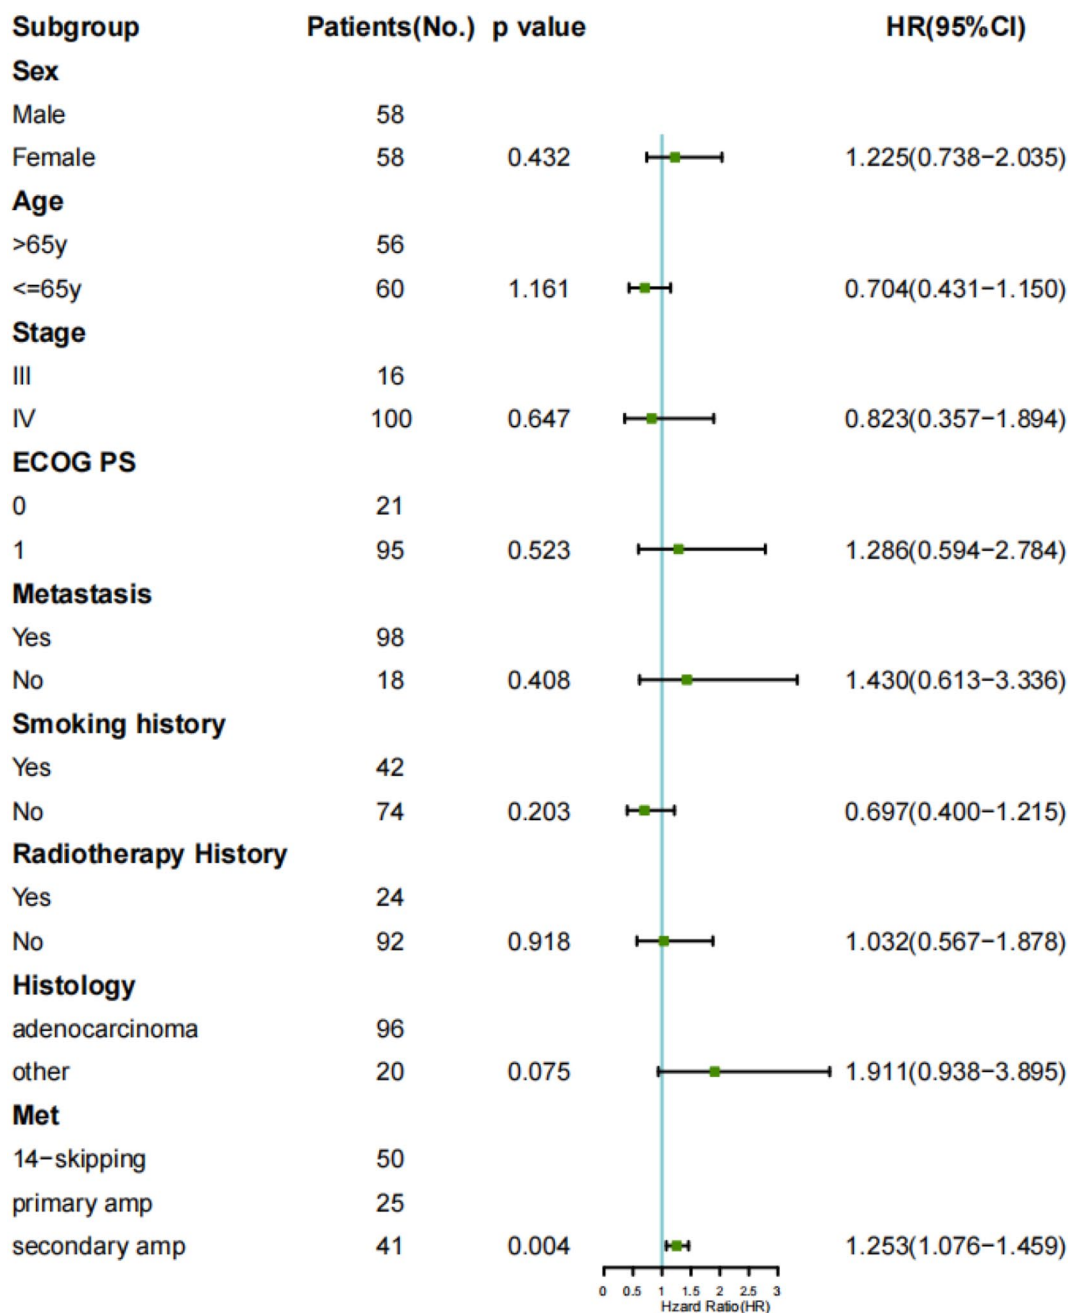 Subgroup Patients(No.) p value HR(95%CI)
Sex
Male 58
Female 58 0.432 1.225(0.738−2.035)
Age
>65y 56
<=65y 60 1.161 0.704(0.431−1.150)
Stage
III 16
IV 100 0.647 0.823(0.357−1.894)
ECOG PS
0 21
1 95 0.523 1.286(0.594−2.784)
Metastasis
Yes 98
No 18 0.408 1.430(0.613−3.336)
Smoking history
Yes 42
No 74 0.203 0.697(0.400−1.215)
Radiotherapy History
Yes 24
No 92 0.918 1.032(0.567−1.878)
Histology
adenocarcinoma 96
other 20 0.075 1.911(0.938−3.895)
Met
14−skipping 50
primary amp 25
secondary amp 41 0.004 1.253(1.076−1.459)
0 0.5 1 1.5 2 2.5 3
Hzard Ratio(HR)